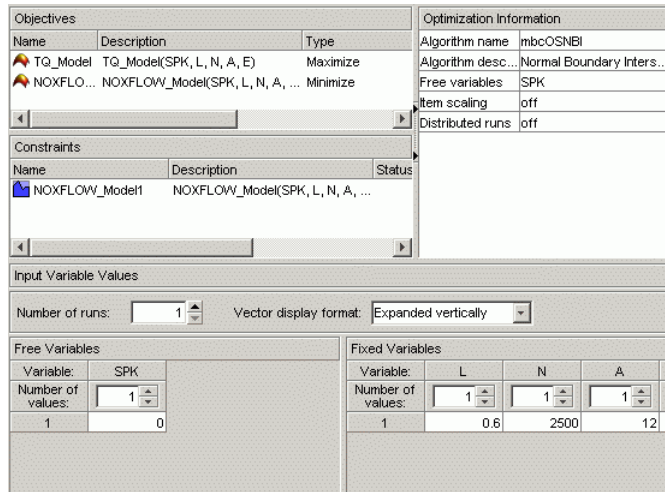 Objectives
Name Description Type
TQ_Model TQ_Model(SPK, L, N, A, E) Maximize
NOXFLO... NOXFLOW_Model(SPK, L, N, A, ... Minimize
Constraints
Name Description Status
NOXFLOW_Model1 NOXFLOW_Model(SPK, L, N, A, ...
Optimization Information
Algorithm name mbcOSNBI
Algorithm desc... Normal Boundary Inters...
Free variables SPK
Item scaling off
Distributed runs off
Input Variable Values
Number of runs: 1 Vector display format: Expanded vertically
Free Variables
Variable: SPK
Number of values: 1
1 0
Fixed Variables
Variable: L N A
Number of values: 1 1 1
1 0.6 2500 12